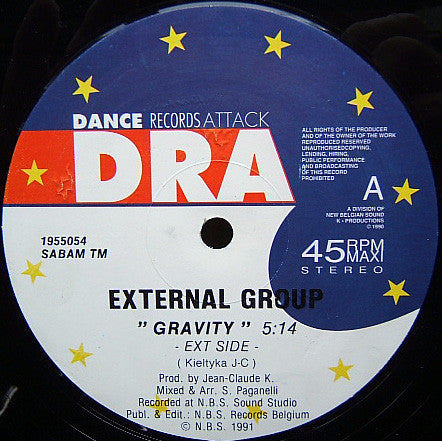 DANCE RECORDS ATTACK
DRA
ALL RIGHTS OF THE PRODUCER
AND OF THE OWNER OF THE WORK
REPRODUCED RESERVED
UNAUTHORISEDCOPYING,
LENDING, HIRING,
PUBLIC PERFORMANCE
AND BROADCASTING
OF THIS RECORD
PROHIBITED
A
A DIVISION OF
NEW BELGIAN SOUND
K - PRODUCTIONS
© 1990
1955054
SABAM TM
45 RPM
MAXI
STEREO
EXTERNAL GROUP
" GRAVITY " 5:14
- EXT SIDE -
( Kieltyka J-C )
Prod. by Jean-Claude K.
Mixed & Arr. S. Paganelli
Recorded at N.B.S. Sound Studio
Publ. & Edit.: N.B.S. Records Belgium
© N.B.S. 1991